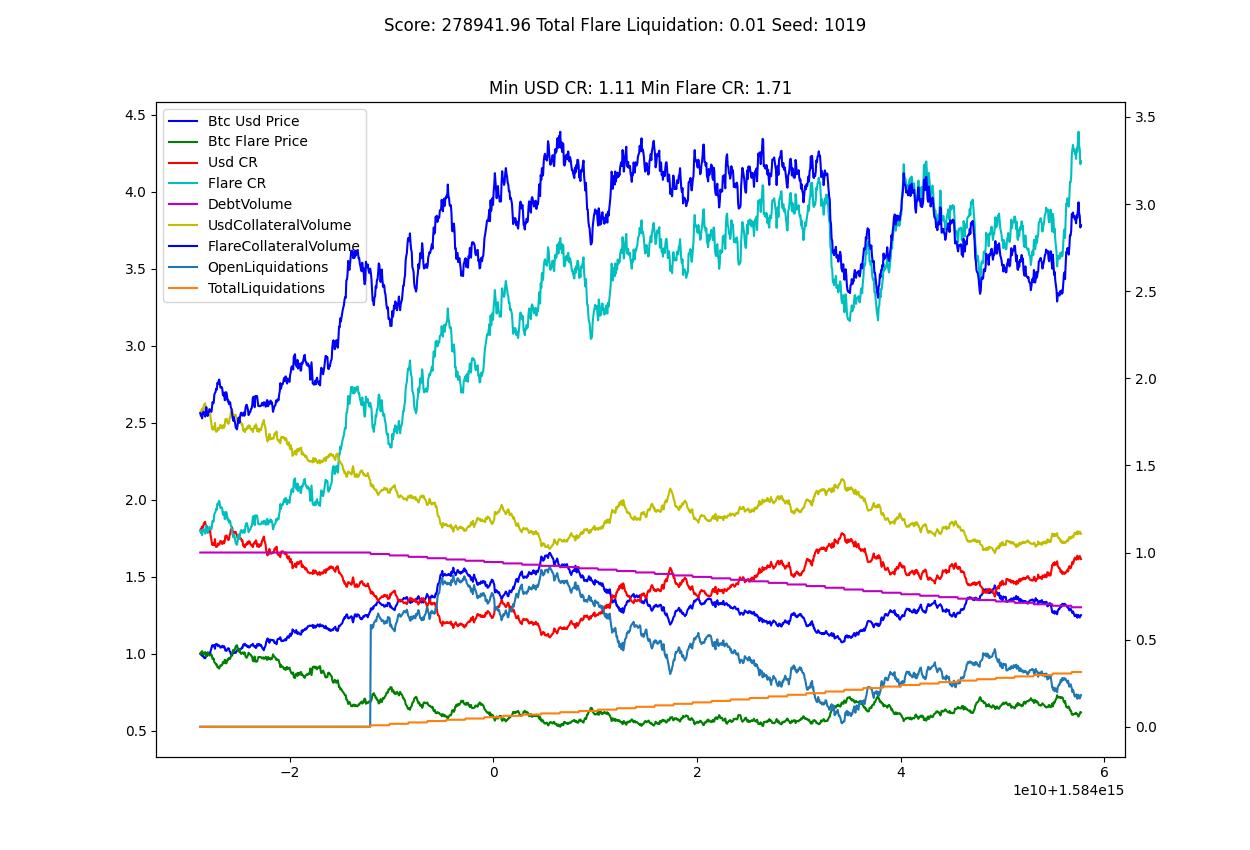 Score: 278941.96 Total Flare Liquidation: 0.01 Seed: 1019
Min USD CR: 1.11 Min Flare CR: 1.71
Btc Usd Price
Btc Flare Price
Usd CR
Flare CR
DebtVolume
UsdCollateralVolume
FlareCollateralVolume
OpenLiquidations
TotalLiquidations
4.5
4.0
3.5
3.0
2.5
2.0
1.5
1.0
0.5
3.5
3.0
2.5
2.0
1.5
1.0
0.5
0.0
−2
0
2
4
6
1e10+1.584e15